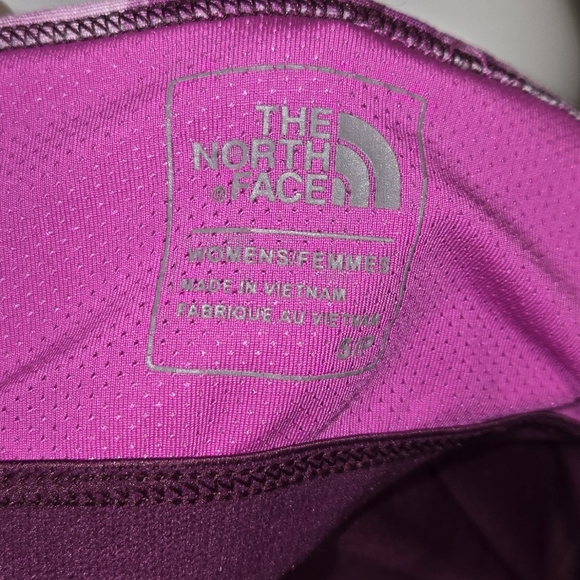 THE
NORTH
®FACE
WOMENS/FEMMES
MADE IN VIETNAM
FABRIQUE AU VIETNAM
S/P